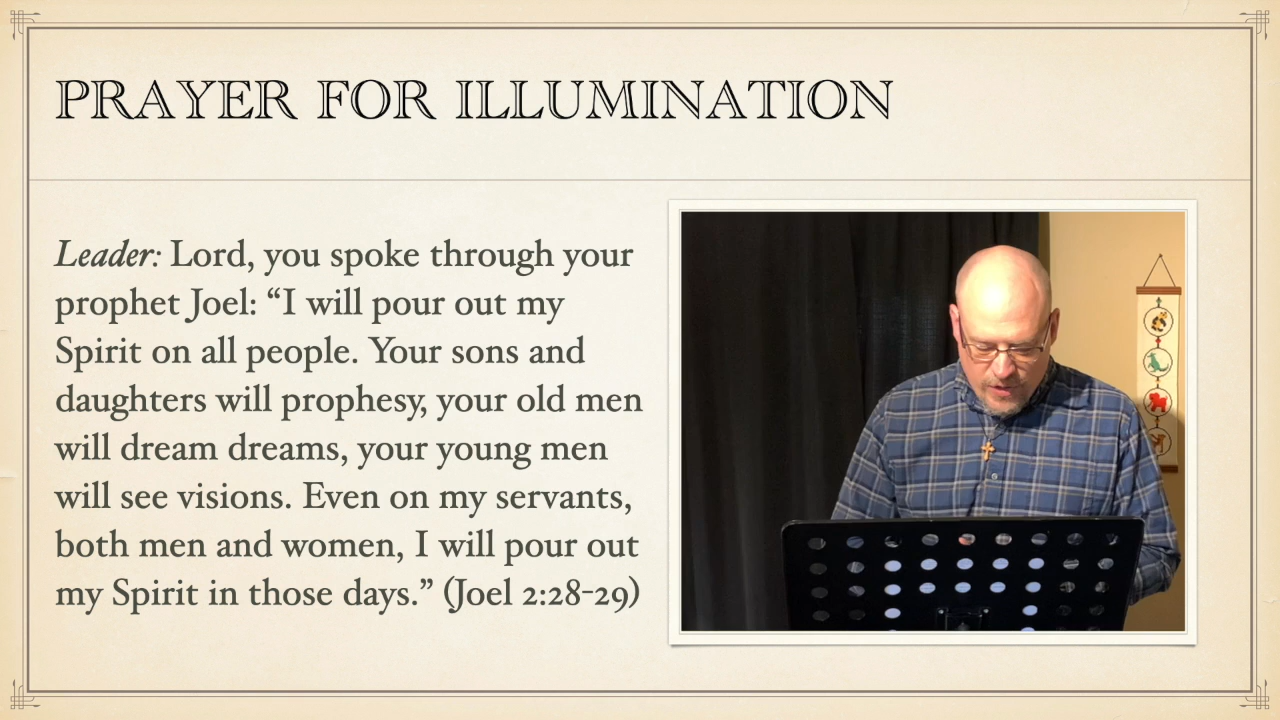 PRAYER FOR ILLUMINATION
Leader: Lord, you spoke through your
prophet Joel: “I will pour out my
Spirit on all people. Your sons and
daughters will prophesy, your old men
will dream dreams, your young men
will see visions. Even on my servants,
both men and women, I will pour out
my Spirit in those days.” (Joel 2:28-29)